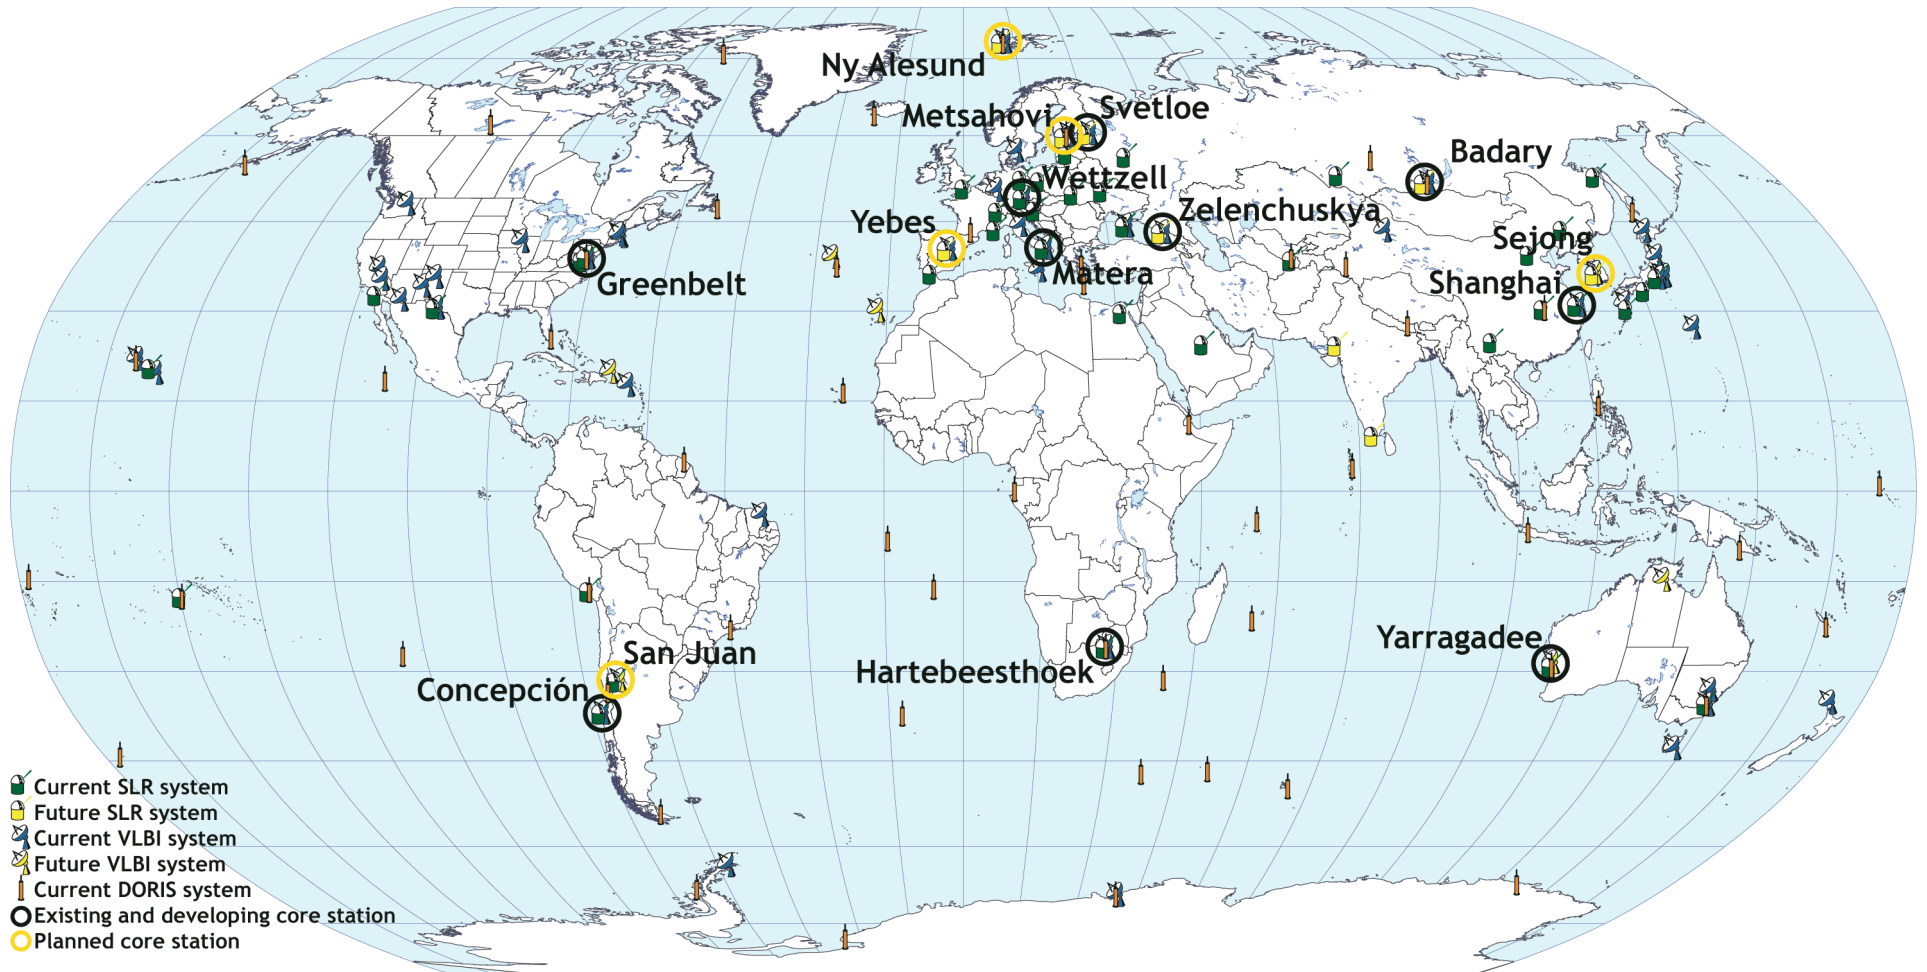 Ny Alesund
Metsahovi
Svetloe
Badary
Wettzell
Zelenchuskya
Yebes
Sejong
Matera
Shanghai
Greenbelt
Yarragadee
San Juan
Hartebeesthoek
Concepción
Current SLR system
Future SLR system
Current VLBI system
Future VLBI system
Current DORIS system
Existing and developing core station
Planned core station